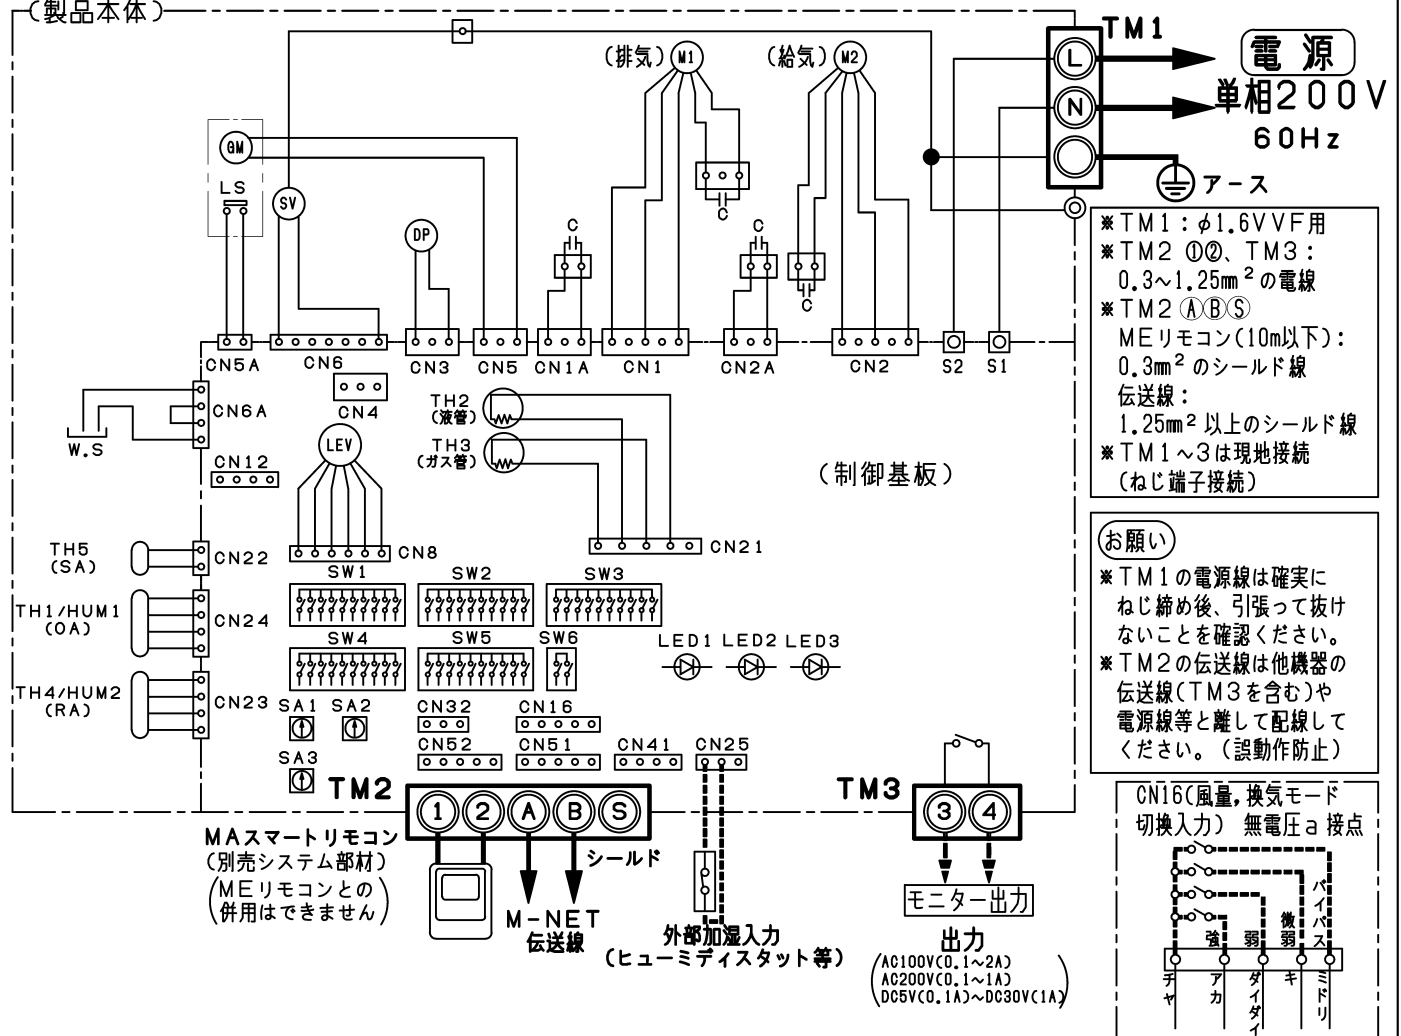 (製品本体)
TM1
電源
単相200V
60Hz
L
N
アース
(排気)
M1
(給気)
M2
GM
LS
SV
DP
C
C
C
C
CN5A
CN6
CN3
CN5
CN1A
CN1
CN2A
CN2
S2
S1
CN4
CN6A
W.S
CN12
LEV
TH2
(液管)
TH3
(ガス管)
(制御基板)
CN8
CN21
TH5
(SA)
CN22
TH1/HUM1
(OA)
CN24
TH4/HUM2
(RA)
CN23
SW1
SW2
SW3
SW4
SW5
SW6
LED1
LED2
LED3
SA1
SA2
SA3
CN32
CN16
CN52
CN51
CN41
CN25
TM2
1
2
A
B
S
TM3
3
4
MAスマートリモコン
(別売システム部材)
(MEリモコンとの
併用はできません)
シールド
M-NET
伝送線
外部加湿入力
(ヒューミディスタット等)
モニター出力
出力
(AC100V(0.1～2A)
AC200V(0.1～1A)
DC5V(0.1A)～DC30V(1A))
※TM1:φ1.6VVF用
※TM2 ①②、TM3:
0.3～1.25mm²の電線
※TM2 ⒶⒷⓈ
MEリモコン(10m以下):
0.3mm²のシールド線
伝送線:
1.25mm²以上のシールド線
※TM1～3は現地接続
(ねじ端子接続)
お願い
※TM1の電源線は確実に
ねじ締め後、引張って抜け
ないことを確認ください。
※TM2の伝送線は他機器の
伝送線(TM3を含む)や
電源線等と離して配線して
ください。(誤動作防止)
CN16(風量,換気モード
切換入力) 無電圧a接点
強
弱
微弱
バイパス
チャ
アカ
ダイダイ
キ
ミドリ